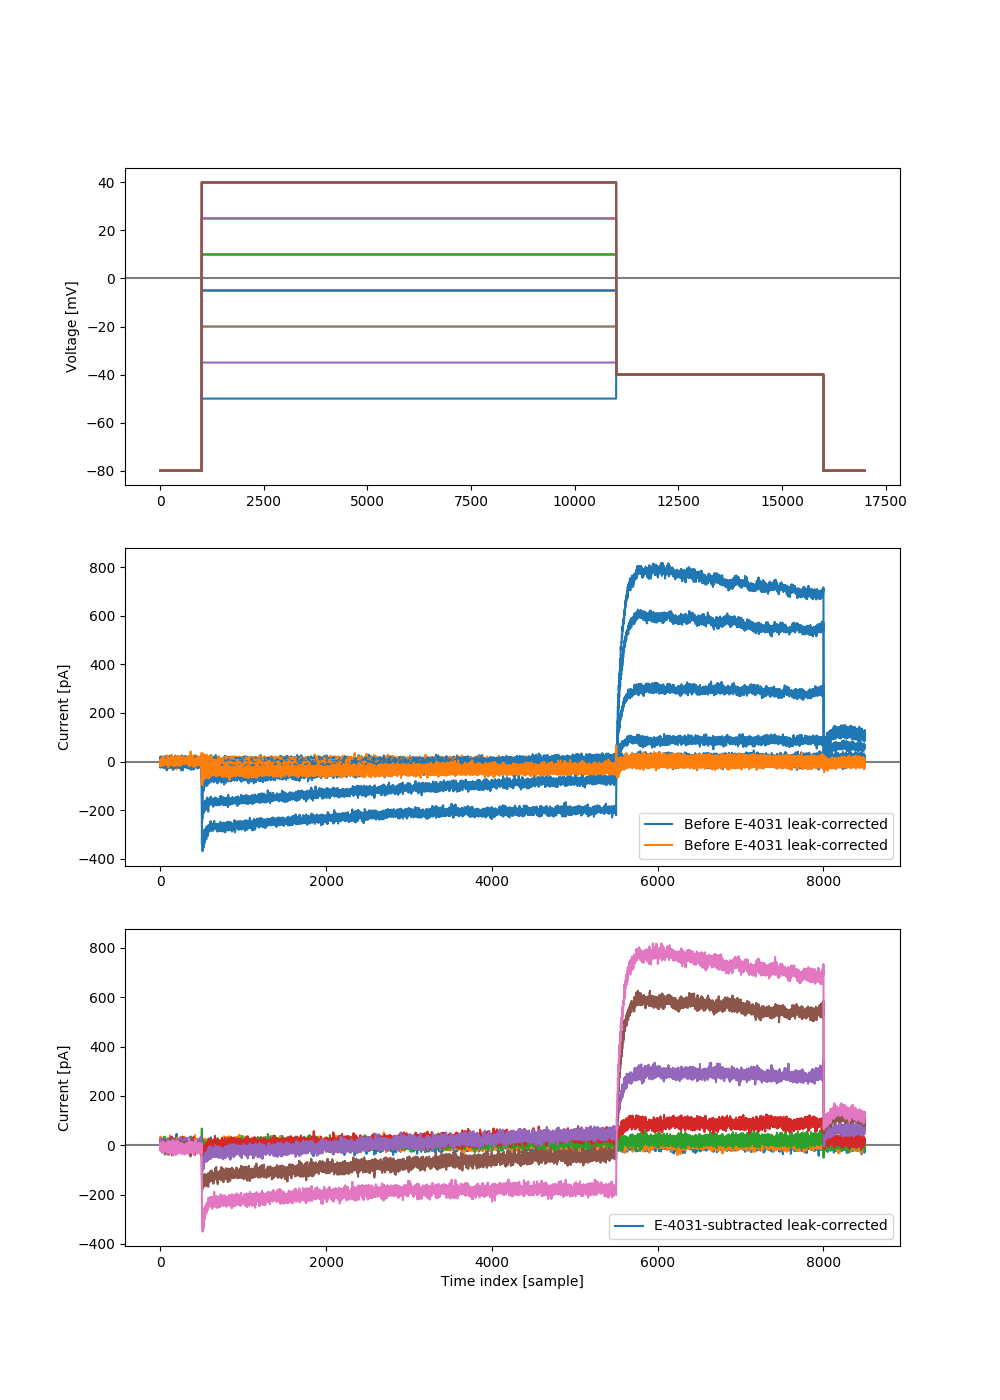 40
20
0
−20
−40
−60
−80
Voltage [mV]
0 2500 5000 7500 10000 12500 15000 17500
800
600
400
200
0
−200
−400
Current [pA]
Before E-4031 leak-corrected
Before E-4031 leak-corrected
0 2000 4000 6000 8000
800
600
400
200
0
−200
−400
Current [pA]
E-4031-subtracted leak-corrected
0 2000 4000 6000 8000
Time index [sample]